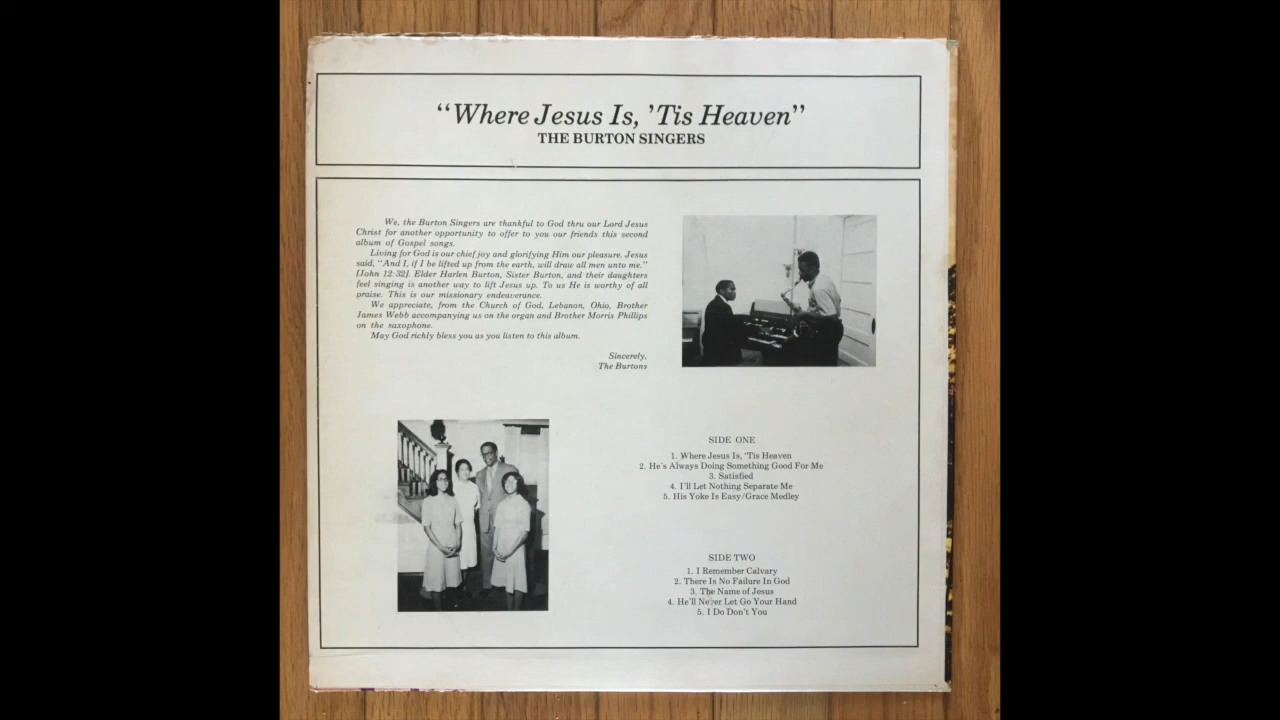 "Where Jesus Is, 'Tis Heaven"
THE BURTON SINGERS
We, the Burton Singers are thankful to God thru our Lord Jesus
Christ for another opportunity to offer to you our friends this second
album of Gospel songs.
Living for God is our chief joy and glorifying Him our pleasure. Jesus
said, "And I, if I be lifted up from the earth, will draw all men unto me."
[John 12:32]. Elder Harlen Burton, Sister Burton, and their daughters
feel singing is another way to lift Jesus up. To us He is worthy of all
praise. This is our missionary endeaverance.
We appreciate, from the Church of God, Lebanon, Ohio, Brother
James Webb accompanying us on the organ and Brother Morris Phillips
on the saxophone.
May God richly bless you as you listen to this album.
Sincerely,
The Burtons
SIDE ONE
1. Where Jesus Is, 'Tis Heaven
2. He's Always Doing Something Good For Me
3. Satisfied
4. I'll Let Nothing Separate Me
5. His Yoke Is Easy/Grace Medley
SIDE TWO
1. I Remember Calvary
2. There Is No Failure In God
3. The Name of Jesus
4. He'll Never Let Go Your Hand
5. I Do Don't You